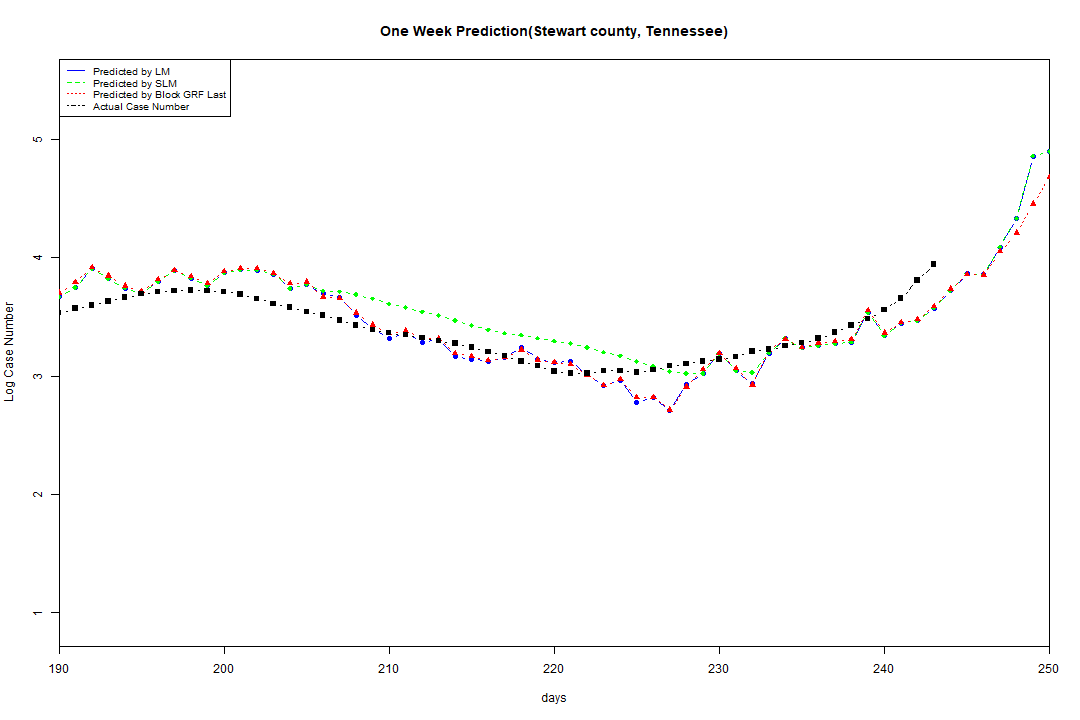 One Week Prediction(Stewart county, Tennessee)
Predicted by LM
Predicted by SLM
Predicted by Block GRF Last
Actual Case Number
5
4
3
2
1
Log Case Number
190 200 210 220 230 240 250
days